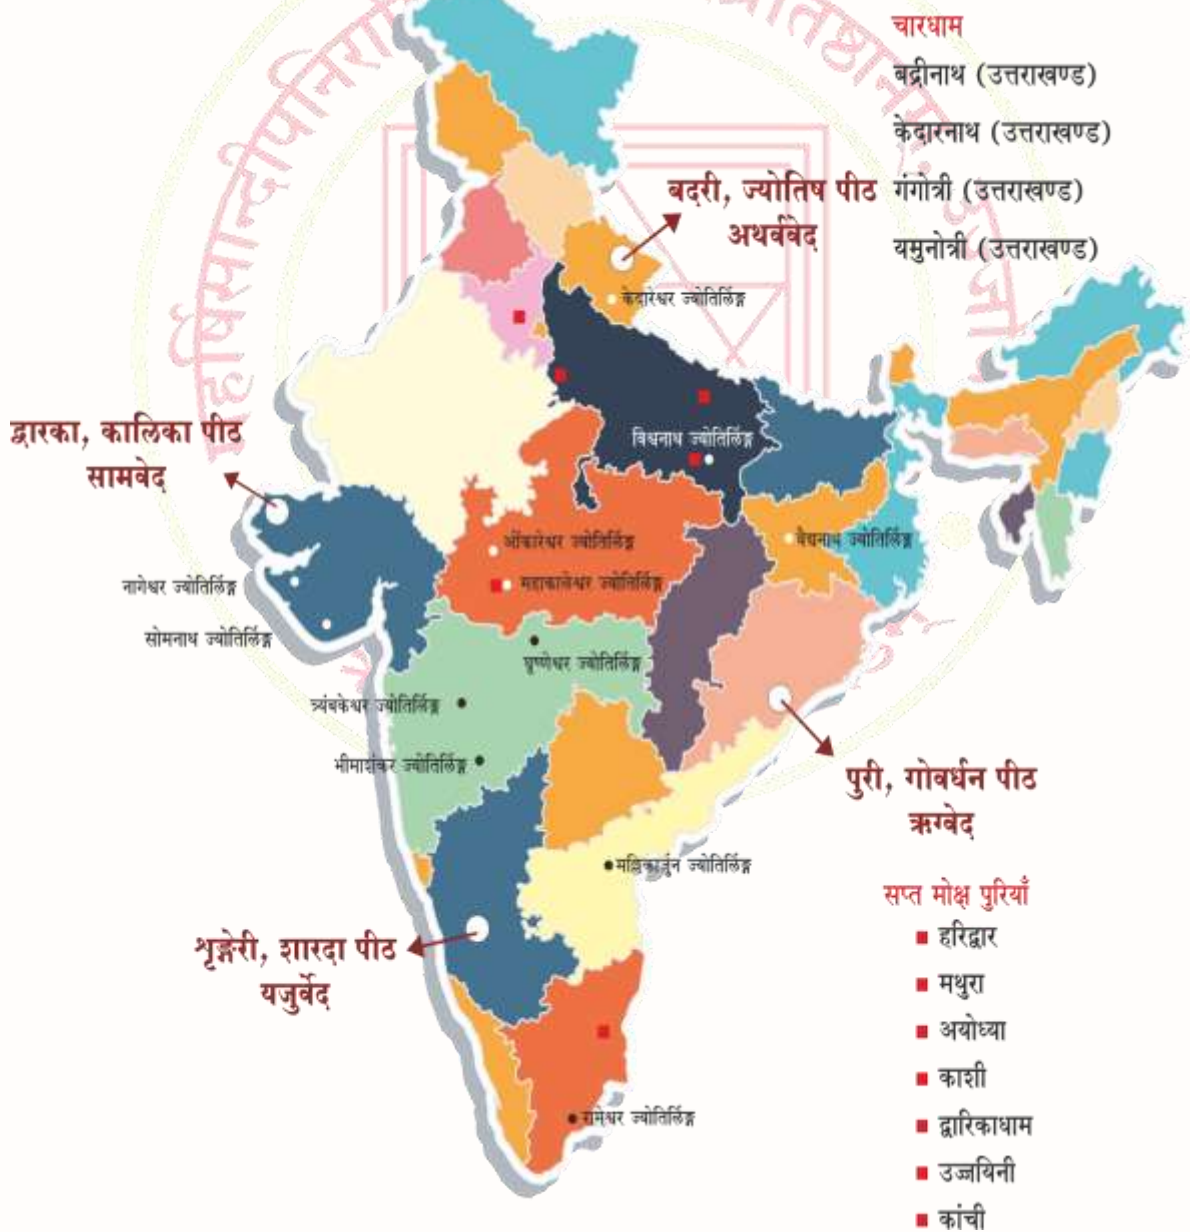 चारधाम
बद्रीनाथ (उत्तराखण्ड)
केदारनाथ (उत्तराखण्ड)
गंगोत्री (उत्तराखण्ड)
यमुनोत्री (उत्तराखण्ड)
बदरी, ज्योतिष पीठ
अथर्ववेद
केदारेश्वर ज्योतिर्लिङ्ग
द्वारका, कालिका पीठ
सामवेद
विश्वनाथ ज्योतिर्लिङ्ग
ओंकारेश्वर ज्योतिर्लिङ्ग
वैद्यनाथ ज्योतिर्लिङ्ग
महाकालेश्वर ज्योतिर्लिङ्ग
नागेश्वर ज्योतिर्लिङ्ग
सोमनाथ ज्योतिर्लिङ्ग
घृष्णेश्वर ज्योतिर्लिङ्ग
त्र्यंबकेश्वर ज्योतिर्लिङ्ग
भीमाशंकर ज्योतिर्लिङ्ग
पुरी, गोवर्धन पीठ
ऋग्वेद
मल्लिकार्जुन ज्योतिर्लिङ्ग
शृङ्गेरी, शारदा पीठ
यजुर्वेद
रामेश्वर ज्योतिर्लिङ्ग
सप्त मोक्ष पुरियाँ
हरिद्वार
मथुरा
अयोध्या
काशी
द्वारिकाधाम
उज्जयिनी
कांची